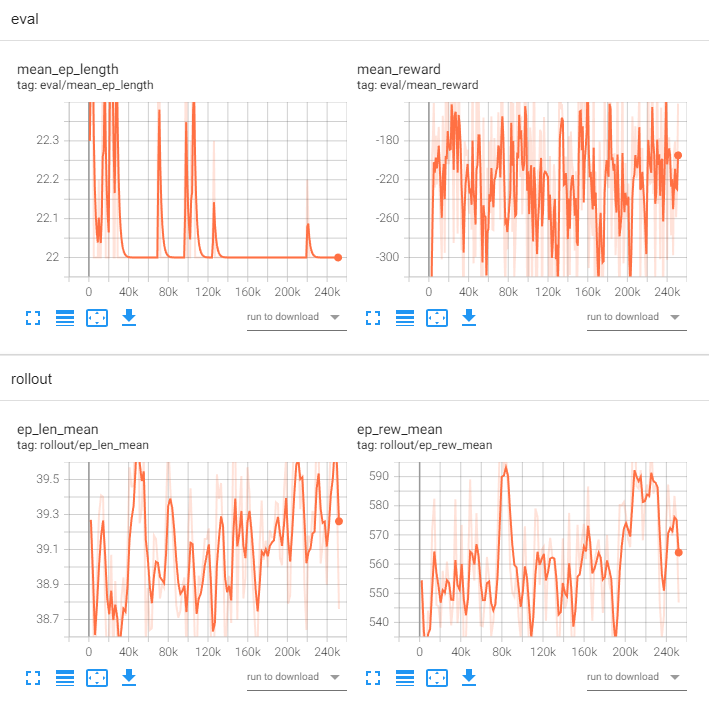 eval
mean_ep_length
tag: eval/mean_ep_length
22.3
22.2
22.1
22
0 40k 80k 120k 160k 200k 240k
run to download
mean_reward
tag: eval/mean_reward
-180
-220
-260
-300
0 40k 80k 120k 160k 200k 240k
run to download
rollout
ep_len_mean
tag: rollout/ep_len_mean
39.5
39.3
39.1
38.9
38.7
0 40k 80k 120k 160k 200k 240k
run to download
ep_rew_mean
tag: rollout/ep_rew_mean
590
580
570
560
550
540
0 40k 80k 120k 160k 200k 240k
run to download